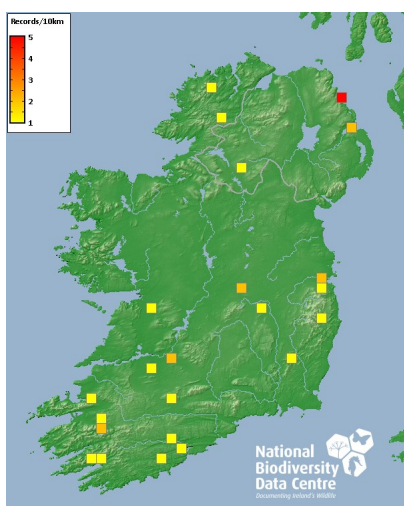 Records/10km
5
4
3
2
1
National
Biodiversity
Data Centre
Documenting Ireland's Wildlife